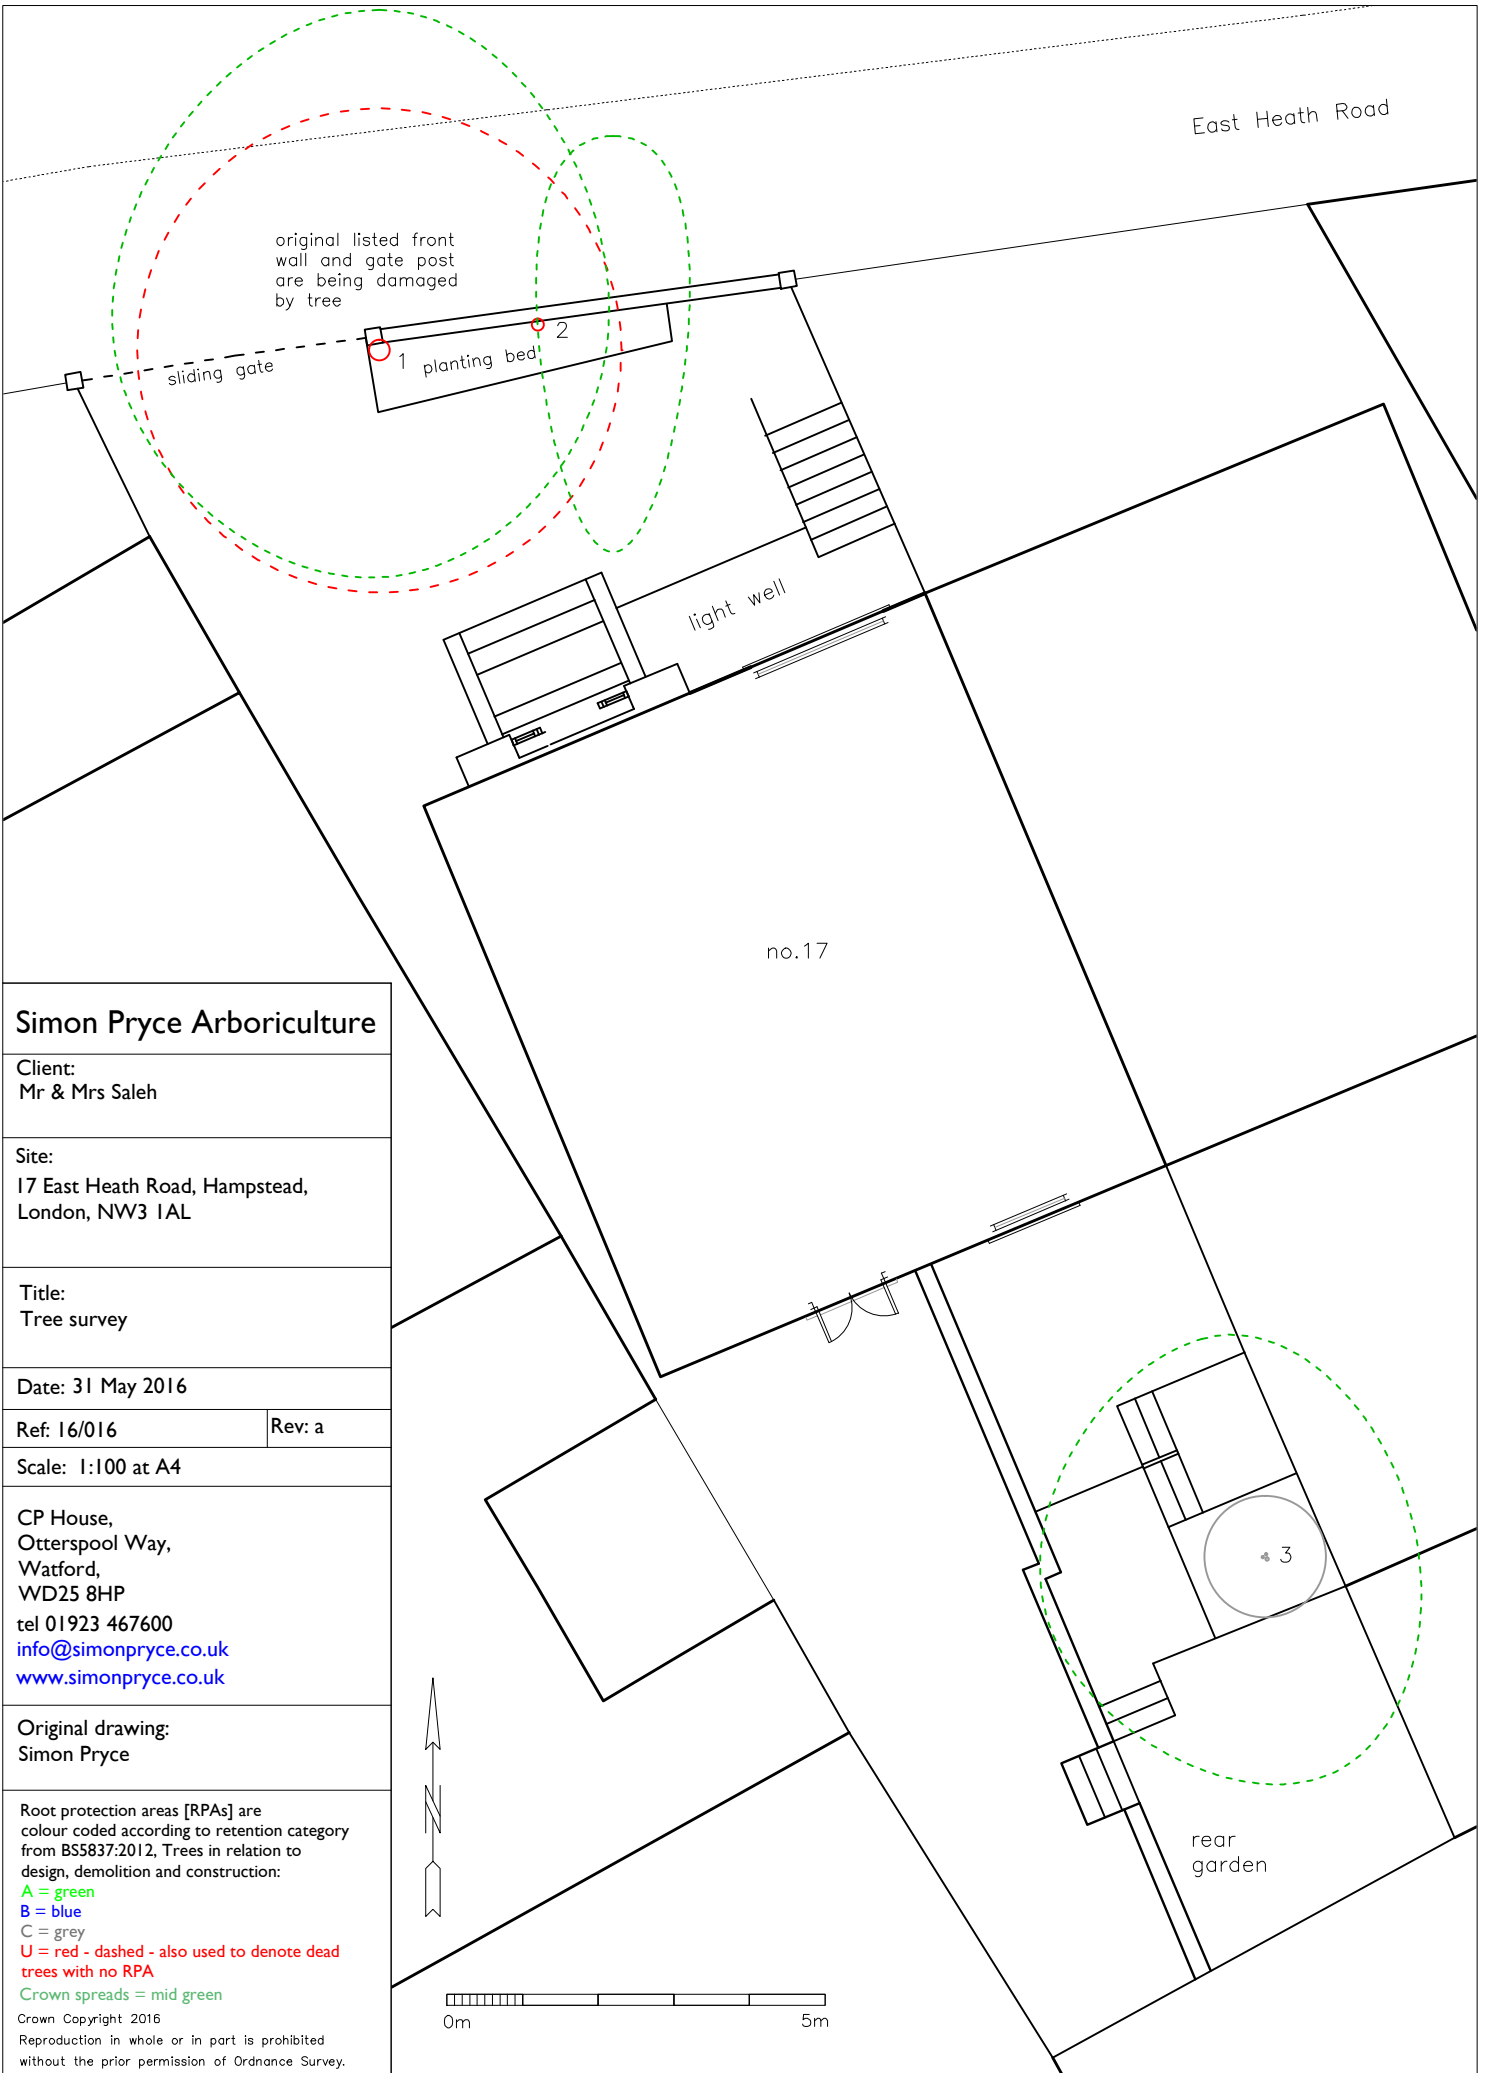 East Heath Road
original listed front
wall and gate post
are being damaged
by tree
2
1
planting bed
sliding gate
light well
no.17
3
rear
garden
Simon Pryce Arboriculture
Client:
Mr & Mrs Saleh
Site:
17 East Heath Road, Hampstead,
London, NW3 1AL
Title:
Tree survey
Date: 31 May 2016
Ref: 16/016
Rev: a
Scale: 1:100 at A4
CP House,
Otterspool Way,
Watford,
WD25 8HP
tel 01923 467600
info@simonpryce.co.uk
www.simonpryce.co.uk
Original drawing:
Simon Pryce
Root protection areas [RPAs] are
colour coded according to retention category
from BS5837:2012, Trees in relation to
design, demolition and construction:
A = green
B = blue
C = grey
U = red - dashed - also used to denote dead
trees with no RPA
Crown spreads = mid green
Crown Copyright 2016
Reproduction in whole or in part is prohibited
without the prior permission of Ordnance Survey.
N
0m
5m